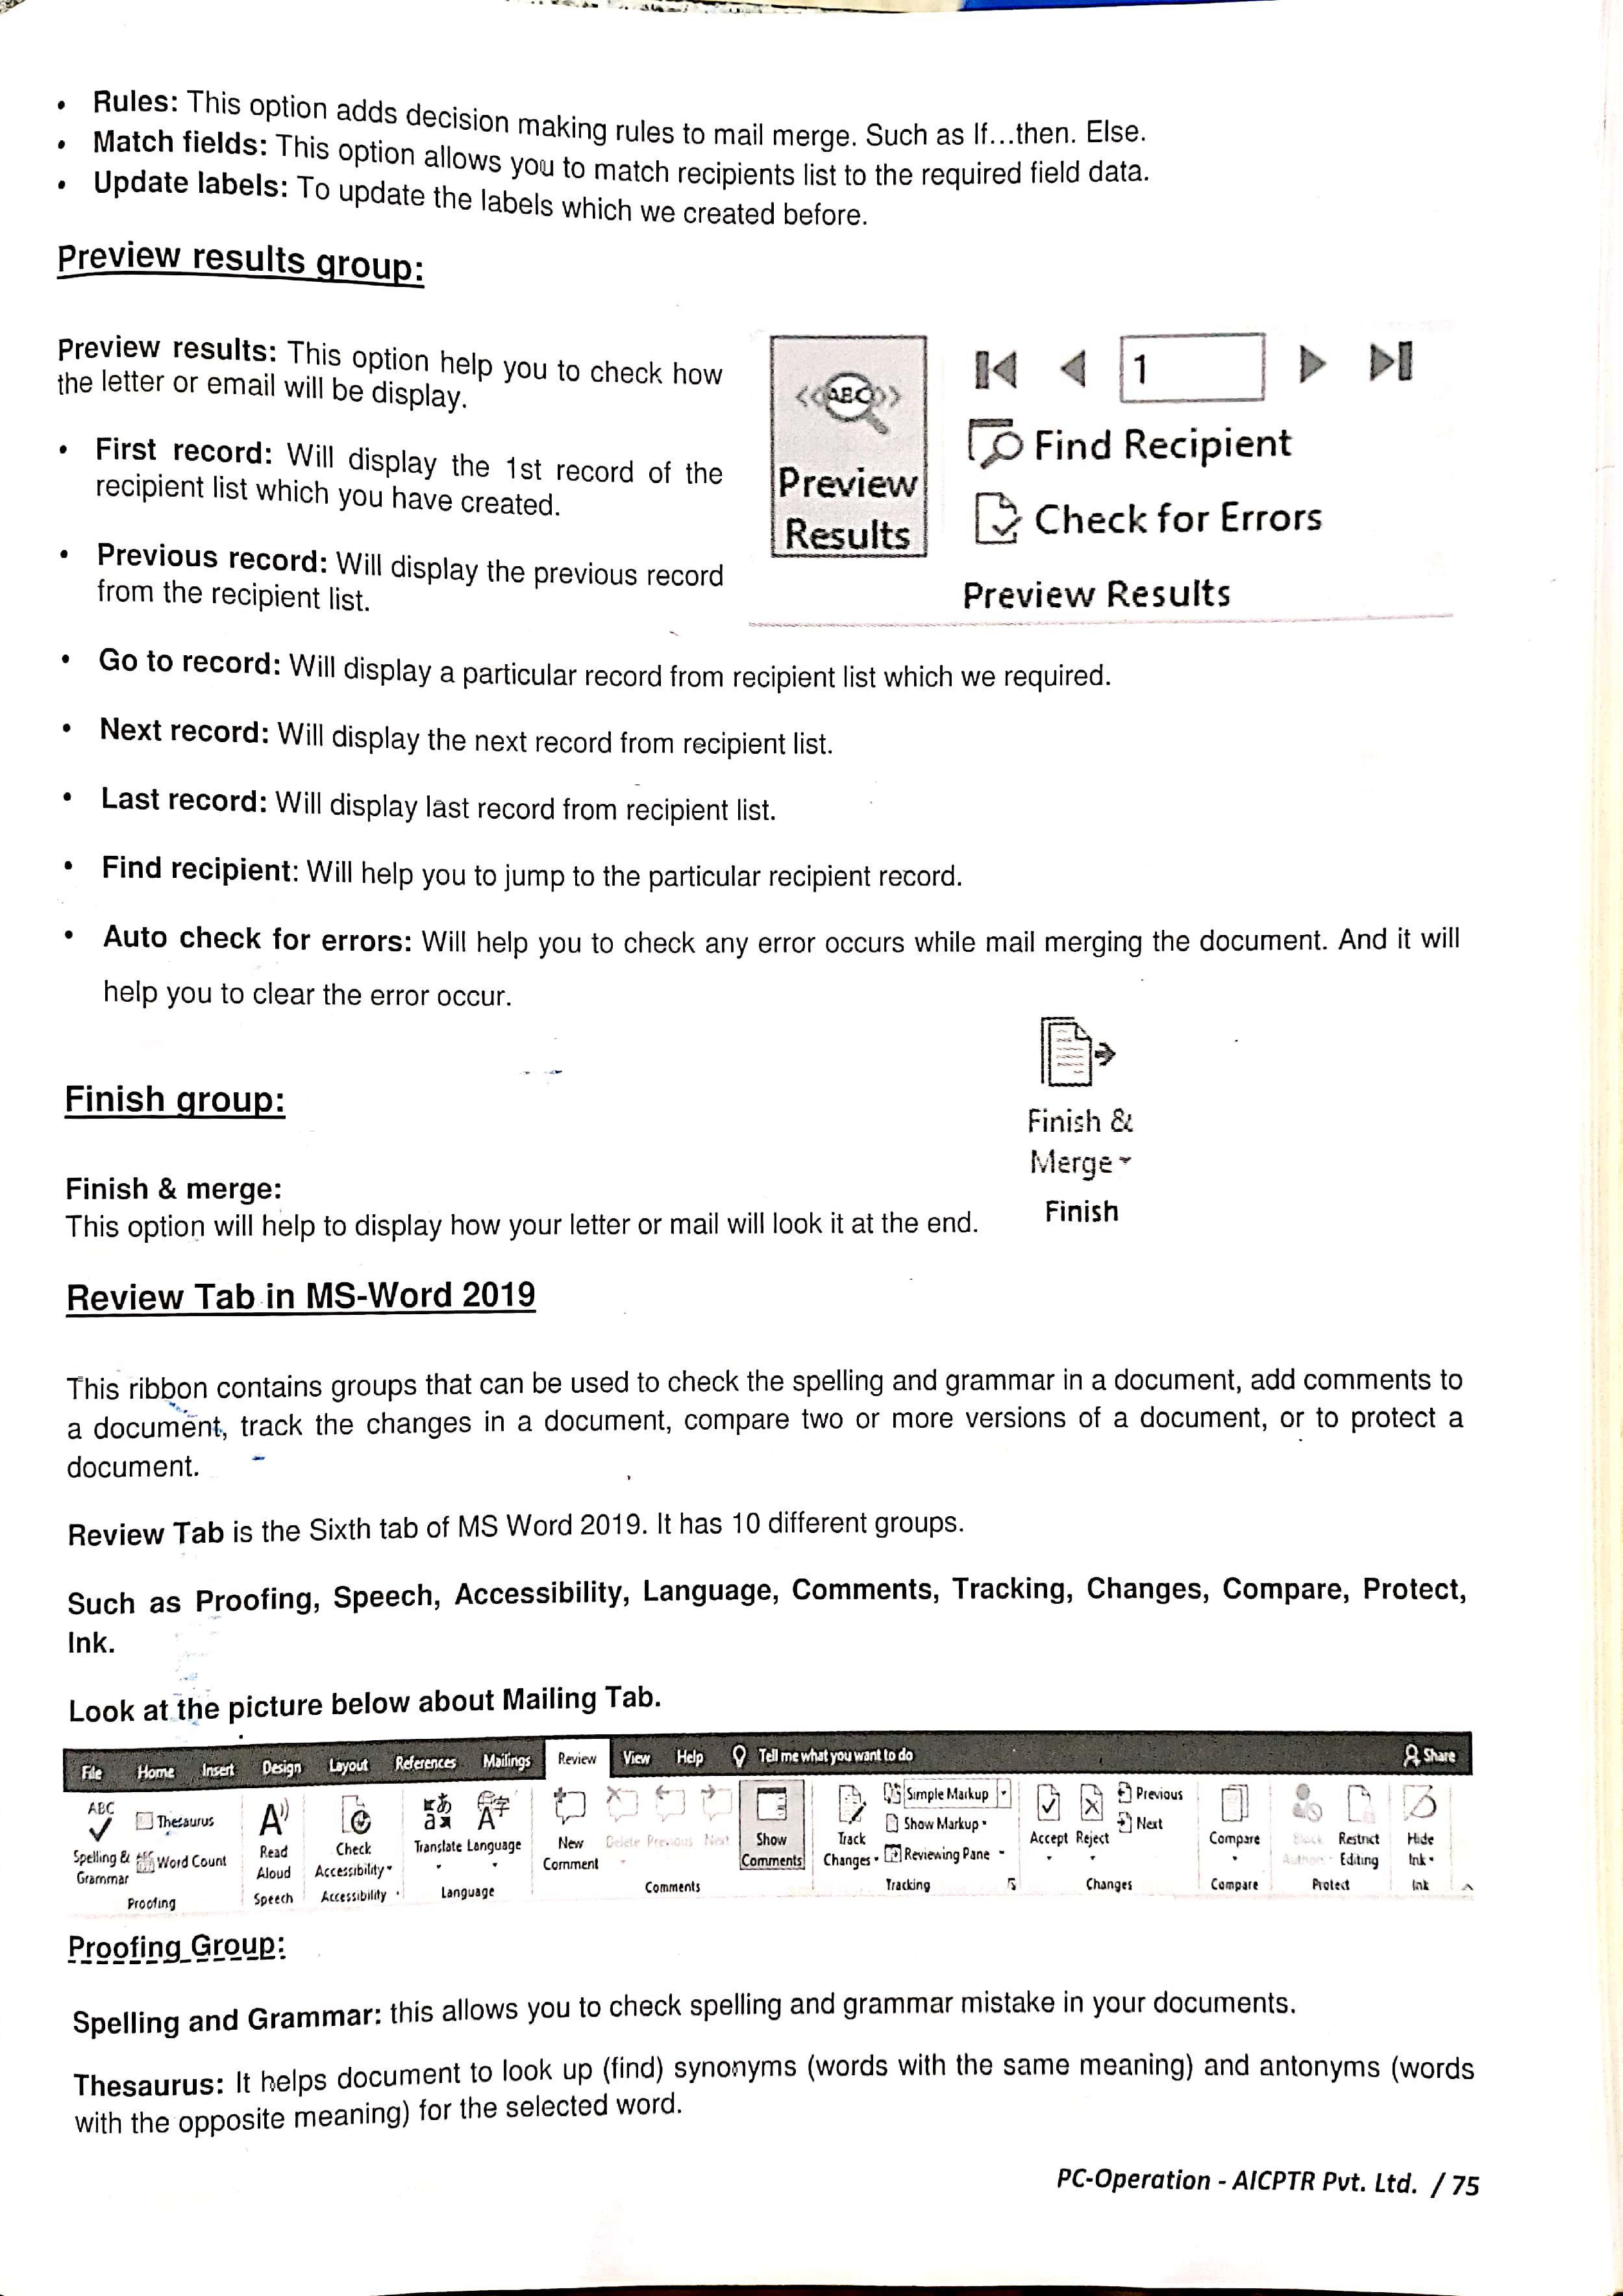 • Rules: This option adds decision making rules to mail merge. Such as If...then. Else.
• Match fields: This option allows you to match recipients list to the required field data.
• Update labels: To update the labels which we created before.
Preview results group:
Preview results: This option help you to check how
the letter or email will be display.
• First record: Will display the 1st record of the
recipient list which you have created.
• Previous record: Will display the previous record
from the recipient list.
ABC
Preview
Results
1
Find Recipient
Check for Errors
Preview Results
• Go to record: Will display a particular record from recipient list which we required.
• Next record: Will display the next record from recipient list.
• Last record: Will display last record from recipient list.
• Find recipient: Will help you to jump to the particular recipient record.
• Auto check for errors: Will help you to check any error occurs while mail merging the document. And it will
help you to clear the error occur.
Finish group:
Finish & merge:
This option will help to display how your letter or mail will look it at the end.
Finish &
Merge
Finish
Review Tab in MS-Word 2019
This ribbon contains groups that can be used to check the spelling and grammar in a document, add comments to
a document, track the changes in a document, compare two or more versions of a document, or to protect a
document.
Review Tab is the Sixth tab of MS Word 2019. It has 10 different groups.
Such as Proofing, Speech, Accessibility, Language, Comments, Tracking, Changes, Compare, Protect,
Ink.
Look at the picture below about Mailing Tab.
File Home Insert Design Layout References Mailings Review View Help Tell me what you want to do Share
ABC
Spelling &
Grammar
Thesaurus
ABC Word Count
Proofing
A
Read
Aloud
Speech
Check
Accessibility
Accessibility
Translate Language
Language
New
Comment
Delete Previous Next
Show
Comments
Comments
Track
Changes
Simple Markup
Show Markup
Reviewing Pane
Tracking
Accept Reject
Previous
Next
Changes
Compare
Compare
Block
Authors
Restrict
Editing
Protect
Hide
Ink
Ink
Proofing Group:
Spelling and Grammar: this allows you to check spelling and grammar mistake in your documents.
Thesaurus: It helps document to look up (find) synonyms (words with the same meaning) and antonyms (words
with the opposite meaning) for the selected word.
PC-Operation - AICPTR Pvt. Ltd. / 75